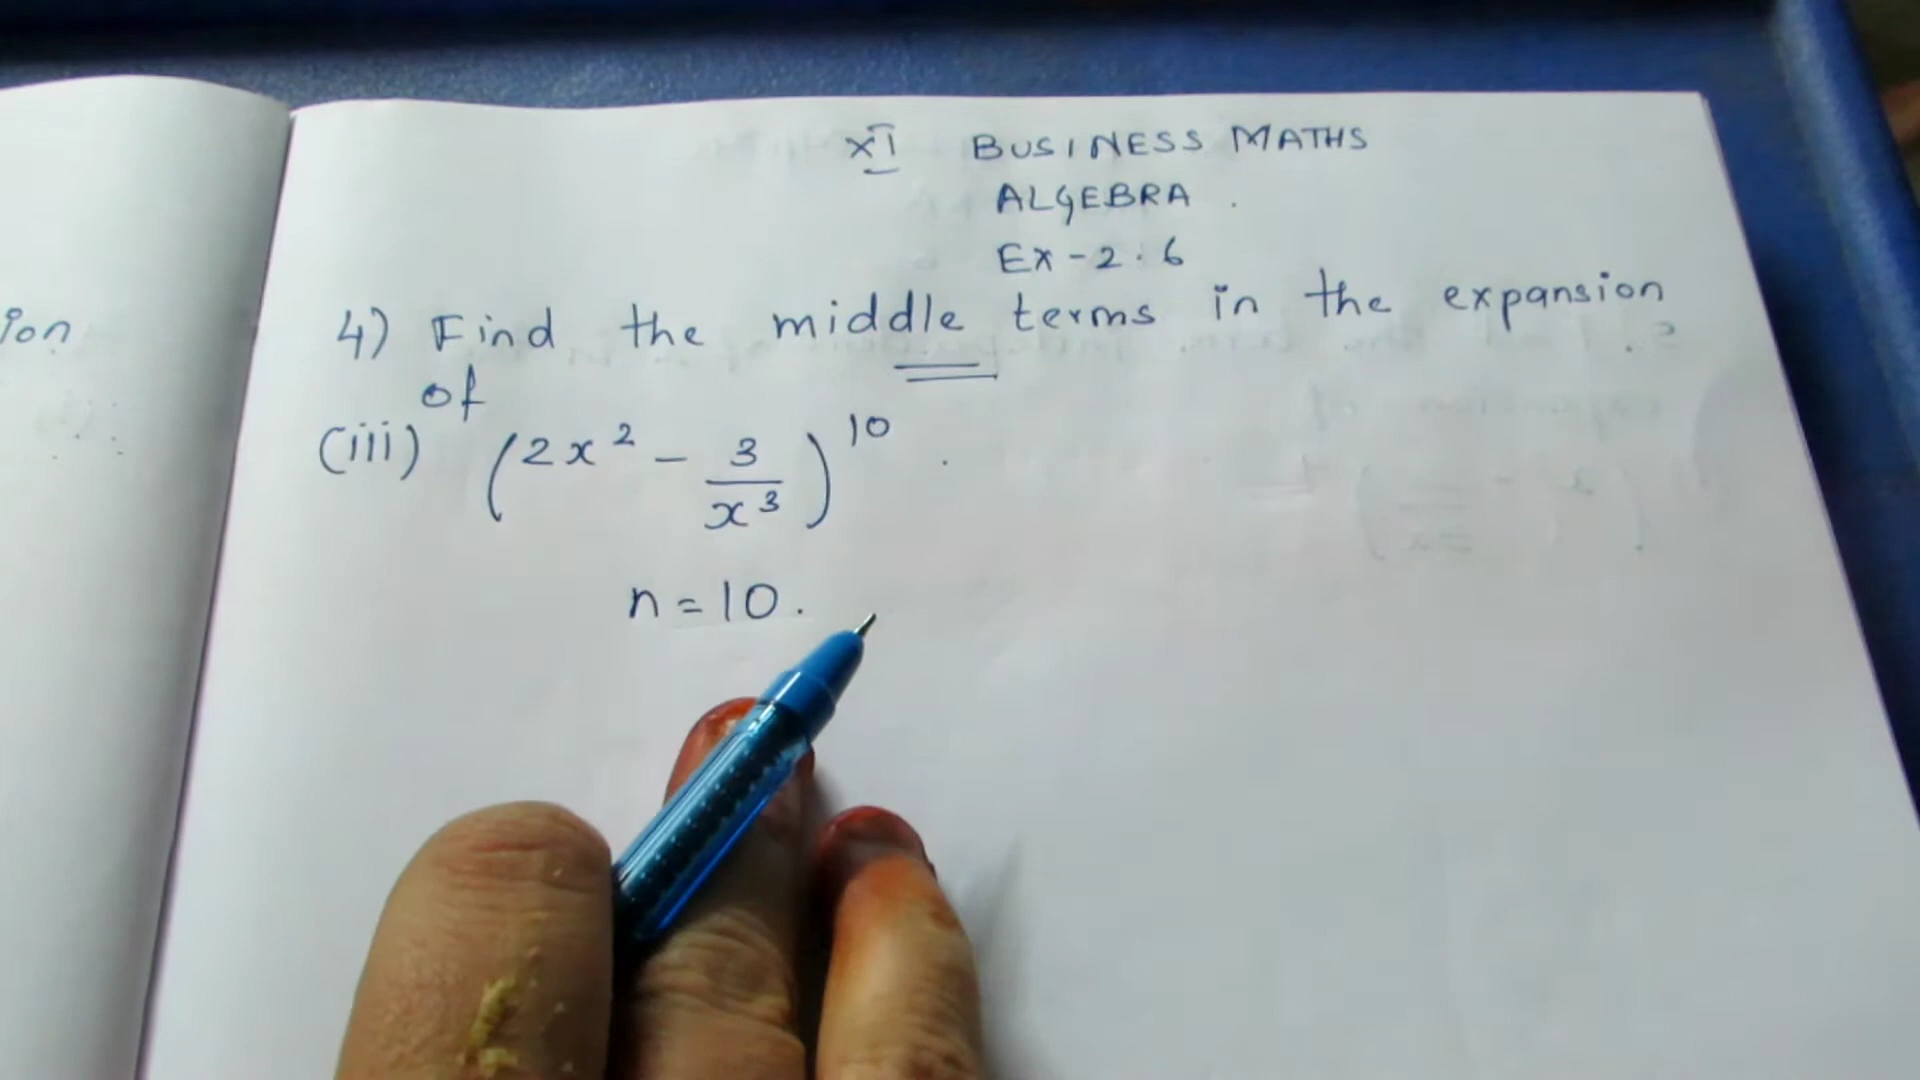 XI BUSINESS MATHS
ALGEBRA .
Ex - 2.6
ion
4) Find the middle terms in the expansion
of
(iii) (2x² - 3/x³)¹⁰ .
n = 10 .